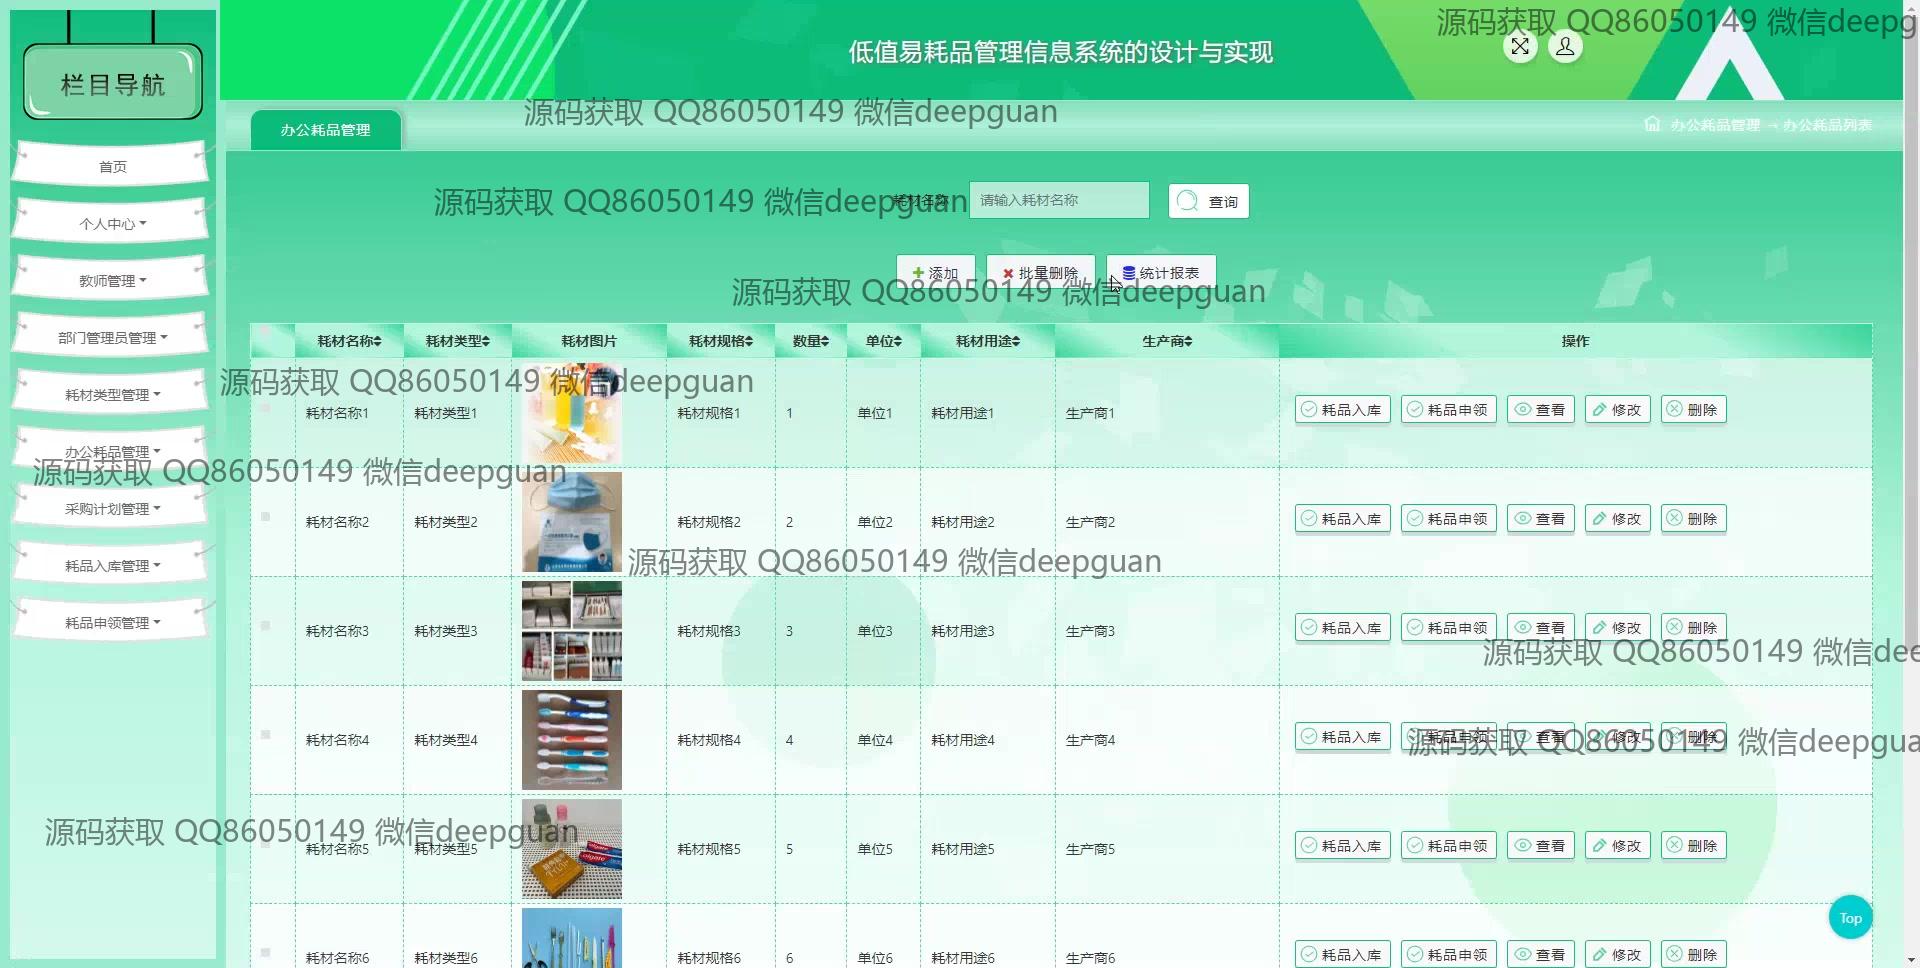 源码获取 QQ86050149 微信deepg
低值易耗品管理信息系统的设计与实现
栏目导航
源码获取 QQ86050149 微信deepguan
办公耗品管理
办公耗品管理 → 办公耗品列表
首页
个人中心
教师管理
部门管理员管理
耗材类型管理
办公耗品管理
采购计划管理
耗品入库管理
耗品申领管理
源码获取 QQ86050149 微信deepguan
耗材名称 请输入耗材名称 查询
添加 批量删除 统计报表
源码获取 QQ86050149 微信deepguan
耗材名称 耗材类型 耗材图片 耗材规格 数量 单位 耗材用途 生产商 操作
源码获取 QQ86050149 微信deepguan
耗材名称1 耗材类型1 耗材规格1 1 单位1 耗材用途1 生产商1 耗品入库 耗品申领 查看 修改 删除
源码获取 QQ86050149 微信deepguan
耗材名称2 耗材类型2 耗材规格2 2 单位2 耗材用途2 生产商2 耗品入库 耗品申领 查看 修改 删除
源码获取 QQ86050149 微信deepguan
耗材名称3 耗材类型3 耗材规格3 3 单位3 耗材用途3 生产商3 耗品入库 耗品申领 查看 修改 删除
源码获取 QQ86050149 微信dee
耗材名称4 耗材类型4 耗材规格4 4 单位4 耗材用途4 生产商4 耗品入库 耗品申领 查看 修改 删除
源码获取 QQ86050149 微信deepgua
源码获取 QQ86050149 微信deepguan
耗材名称5 耗材类型5 Colgate 耗材规格5 5 单位5 耗材用途5 生产商5 耗品入库 耗品申领 查看 修改 删除
Top
耗材名称6 耗材类型6 耗材规格6 6 单位6 耗材用途6 生产商6 耗品入库 耗品申领 查看 修改 删除